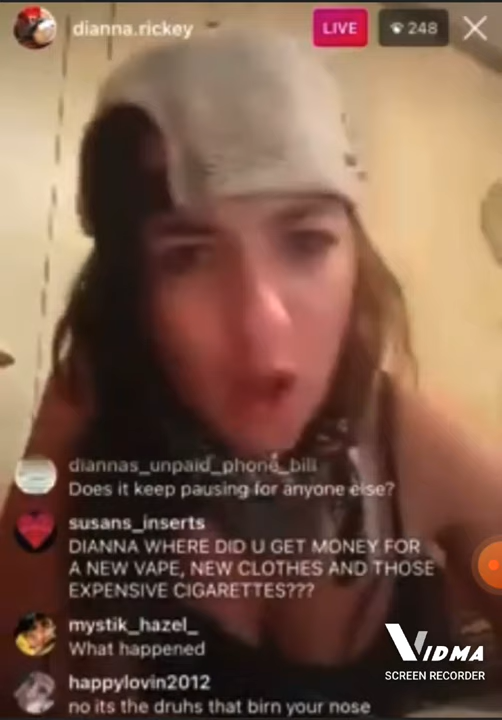 dianna.rickey
LIVE
248
diannas_unpaid_phone_bill
Does it keep pausing for anyone else?
susans_inserts
DIANNA WHERE DID U GET MONEY FOR
A NEW VAPE, NEW CLOTHES AND THOSE
EXPENSIVE CIGARETTES???
mystik_hazel_
What happened
VIDMA
SCREEN RECORDER
happylovin2012
no its the druhs that birn your nose